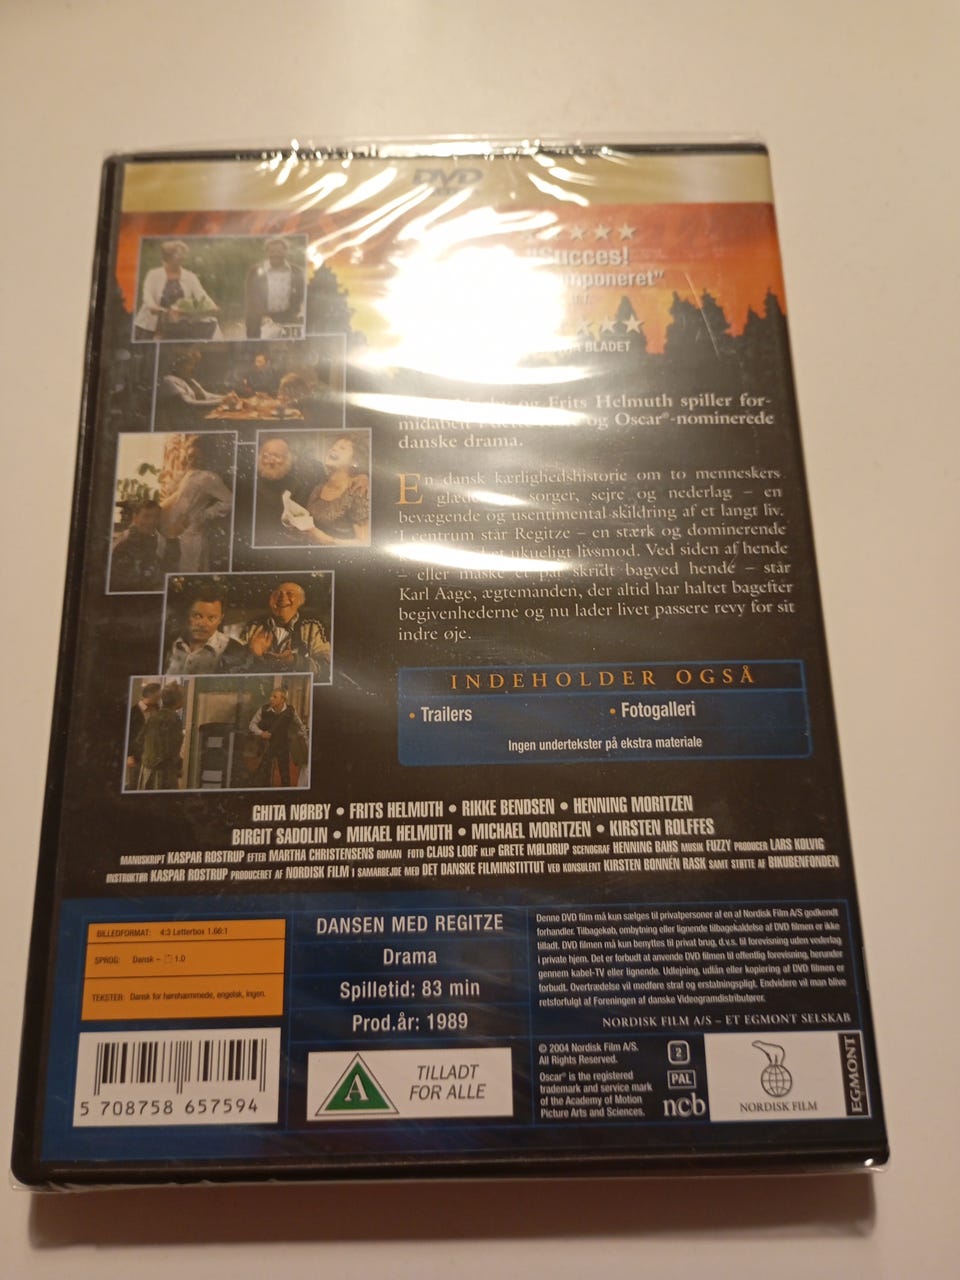 DVD
"Succes!
mponeret"
B.T.
BLADET
og Frits Helmuth spiller for-
og Oscar®-nominerede
danske drama.
En dansk kærlighedshistorie om to menneskers
sorger, sejre og nederlag – en
bevægende og usentimental skildring af et langt liv.
I centrum står Regitze – en stærk og dominerende
ukueligt livsmod. Ved siden af hende
– eller måske et par skridt bagved hende – står
Karl Aage, ægtemanden, der altid har haltet bagefter
begivenhederne og nu lader livet passere revy for sit
indre øje.
INDEHOLDER OGSÅ
• Trailers
• Fotogalleri
Ingen undertekster på ekstra materiale
GHITA NØRBY • FRITS HELMUTH • RIKKE BENDSEN • HENNING MORITZEN
BIRGIT SADOLIN • MIKAEL HELMUTH • MICHAEL MORITZEN • KIRSTEN ROLFFES
MANUSKRIPT KASPAR ROSTRUP EFTER MARTHA CHRISTENSENS ROMAN FOTO CLAUS LOOF KLIP GRETE MØLDRUP SCENOGRAF HENNING BAHS MUSIK FUZZY PRODUCER LARS KOLVIG
INSTRUKTØR KASPAR ROSTRUP PRODUCERET AF NORDISK FILM I SAMARBEJDE MED DET DANSKE FILMINSTITUT VED KONSULENT KIRSTEN BONNÉN RASK SAMT STØTTE AF BIKUBENFONDEN
BILLEDFORMAT: 4:3 Letterbox 1.66:1
SPROG: Dansk – 1.0
TEKSTER: Dansk for hørehæmmede, engelsk, ingen.
5 708758 657594
DANSEN MED REGITZE
Drama
Spilletid: 83 min
Prod.år: 1989
A
TILLADT
FOR ALLE
Denne DVD film må kun sælges til privatpersoner af en af Nordisk Film A/S godkendt
forhandler. Tilbagekøb, ombytning eller lignende tilbagekaldelse af DVD filmen er ikke
tilladt. DVD filmen må kun benyttes til privat brug, d.v.s. til forevisning uden vederlag
i private hjem. Det er forbudt at anvende DVD filmen til offentlig forevisning, herunder
gennem kabel-TV eller lignende. Udlejning, udlån eller kopiering af DVD filmen er
forbudt. Overtrædelse vil medføre straf og erstatningspligt. Endvidere vil man blive
retsforfulgt af Foreningen af danske Videogramdistributører.
NORDISK FILM A/S – ET EGMONT SELSKAB
© 2004 Nordisk Film A/S.
All Rights Reserved.
Oscar® is the registered
trademark and service mark
of the Academy of Motion
Picture Arts and Sciences.
2
PAL
ncb
NORDISK FILM
EGMONT